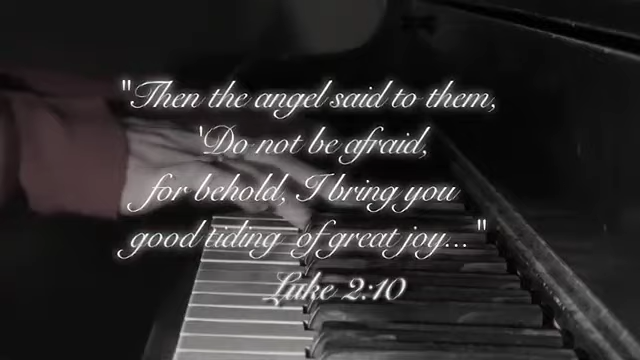 "Then the angel said to them,
'Do not be afraid,
for behold, I bring you
good tiding of great joy... "
Luke 2:10